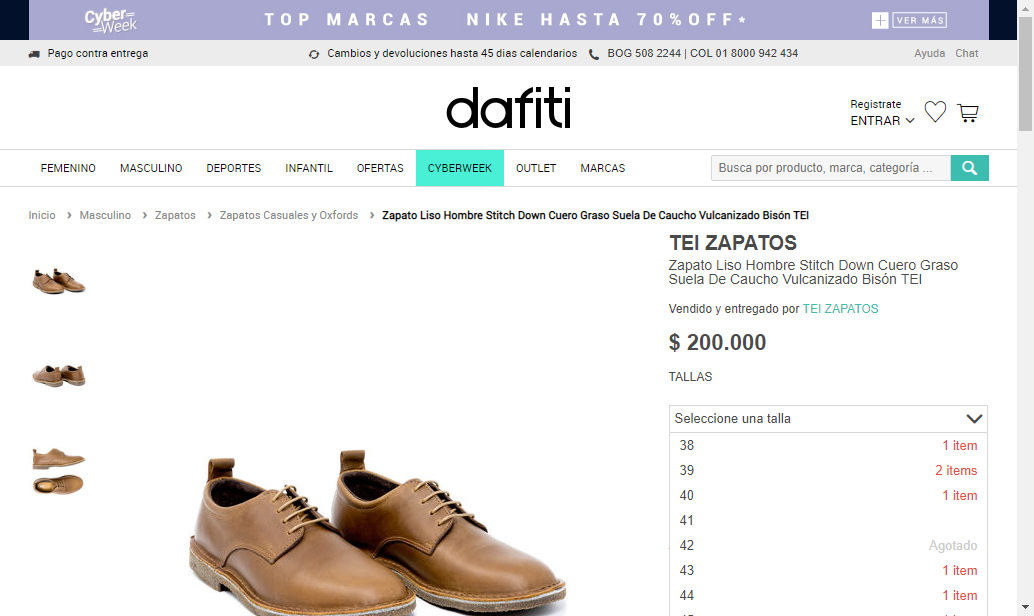 Cyber Week
TOP MARCAS NIKE HASTA 70%OFF*
VER MÁS
Pago contra entrega
Cambios y devoluciones hasta 45 dias calendarios
BOG 508 2244 | COL 01 8000 942 434
Ayuda Chat
dafiti
Registrate
ENTRAR
FEMENINO MASCULINO DEPORTES INFANTIL OFERTAS CYBERWEEK OUTLET MARCAS
Busca por producto, marca, categoría ...
Inicio > Masculino > Zapatos > Zapatos Casuales y Oxfords > Zapato Liso Hombre Stitch Down Cuero Graso Suela De Caucho Vulcanizado Bisón TEI
TEI ZAPATOS
Zapato Liso Hombre Stitch Down Cuero Graso
Suela De Caucho Vulcanizado Bisón TEI
Vendido y entregado por TEI ZAPATOS
$ 200.000
TALLAS
Seleccione una talla
38 1 item
39 2 items
40 1 item
41
42 Agotado
43 1 item
44 1 item